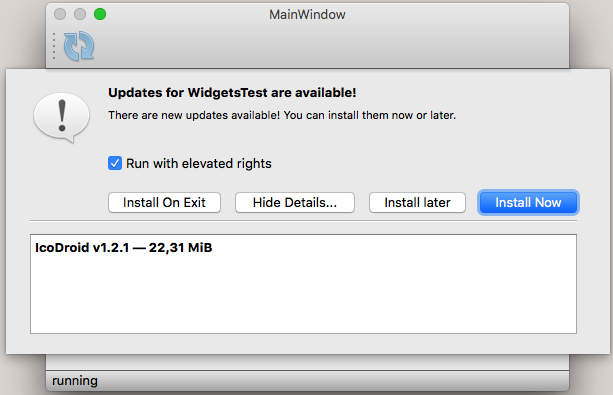 MainWindow
Updates for WidgetsTest are available!
There are new updates available! You can install them now or later.
Run with elevated rights
Install On Exit Hide Details... Install later Install Now
IcoDroid v1.2.1 — 22,31 MiB
running